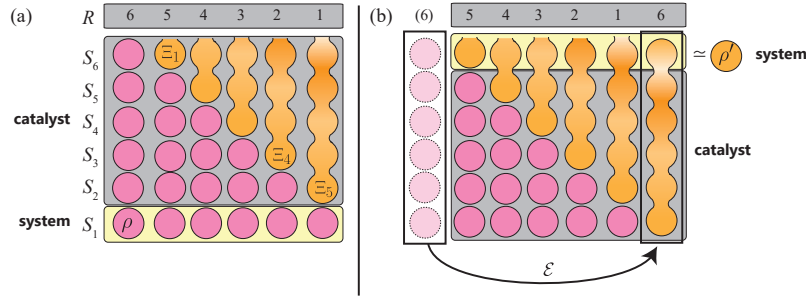 (a)
R 6 5 4 3 2 1
S₆ Ξ₁
S₅
catalyst
S₄
S₃ Ξ₄
S₂ Ξ₅
system S₁ ρ
(b)
(6) 5 4 3 2 1 6
≃ ρ′ system
catalyst
ℰ